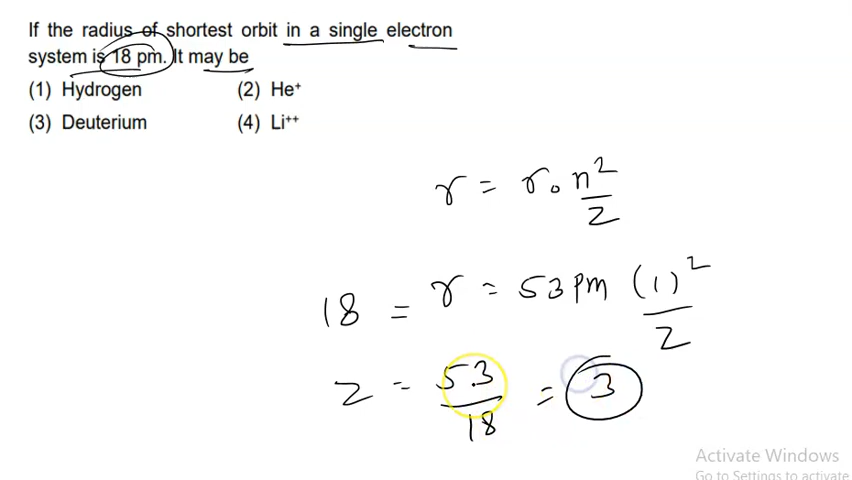 If the radius of shortest orbit in a single electron
system is 18 pm. It may be
(1) Hydrogen (2) He⁺
(3) Deuterium (4) Li⁺⁺
r = r₀ n²/Z
18 = r = 53 pm (1)²/Z
Z = 53/18 = 3
Activate Windows
Go to Settings to activate